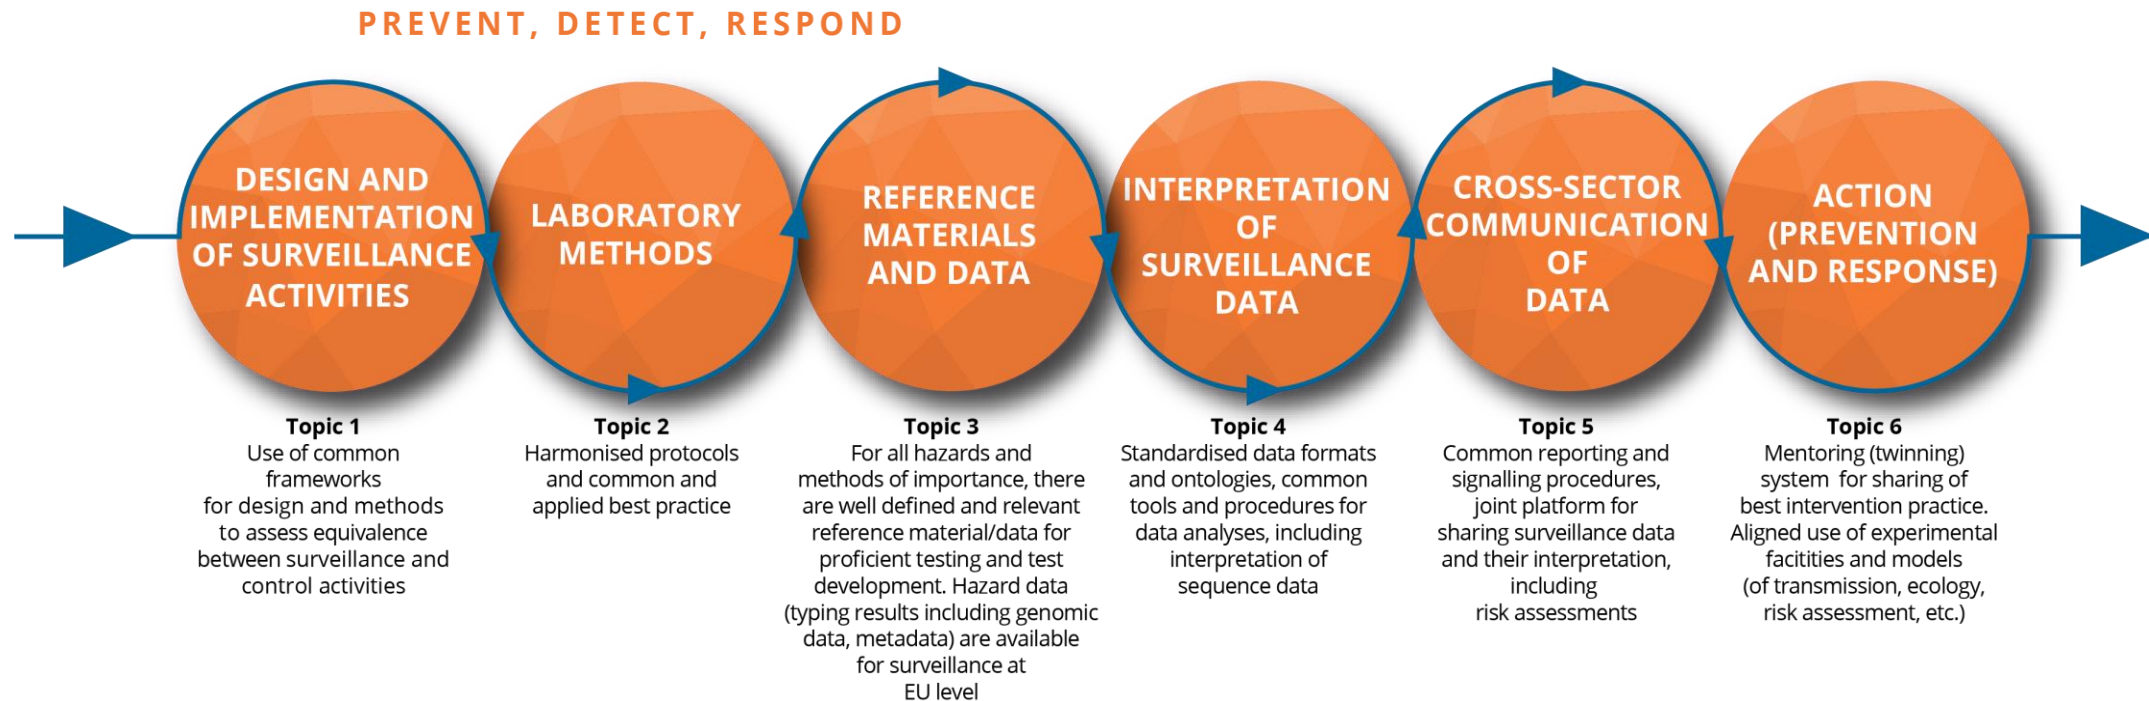 PREVENT, DETECT, RESPOND
DESIGN AND
IMPLEMENTATION
OF SURVEILLANCE
ACTIVITIES
LABORATORY
METHODS
REFERENCE
MATERIALS
AND DATA
INTERPRETATION
OF
SURVEILLANCE
DATA
CROSS-SECTOR
COMMUNICATION
OF
DATA
ACTION
(PREVENTION
AND RESPONSE)
Topic 1
Use of common
frameworks
for design and methods
to assess equivalence
between surveillance and
control activities
Topic 2
Harmonised protocols
and common and
applied best practice
Topic 3
For all hazards and
methods of importance, there
are well defined and relevant
reference material/data for
proficient testing and test
development. Hazard data
(typing results including genomic
data, metadata) are available
for surveillance at
EU level
Topic 4
Standardised data formats
and ontologies, common
tools and procedures for
data analyses, including
interpretation of
sequence data
Topic 5
Common reporting and
signalling procedures,
joint platform for
sharing surveillance data
and their interpretation,
including
risk assessments
Topic 6
Mentoring (twinning)
system for sharing of
best intervention practice.
Aligned use of experimental
facitities and models
(of transmission, ecology,
risk assessment, etc.)